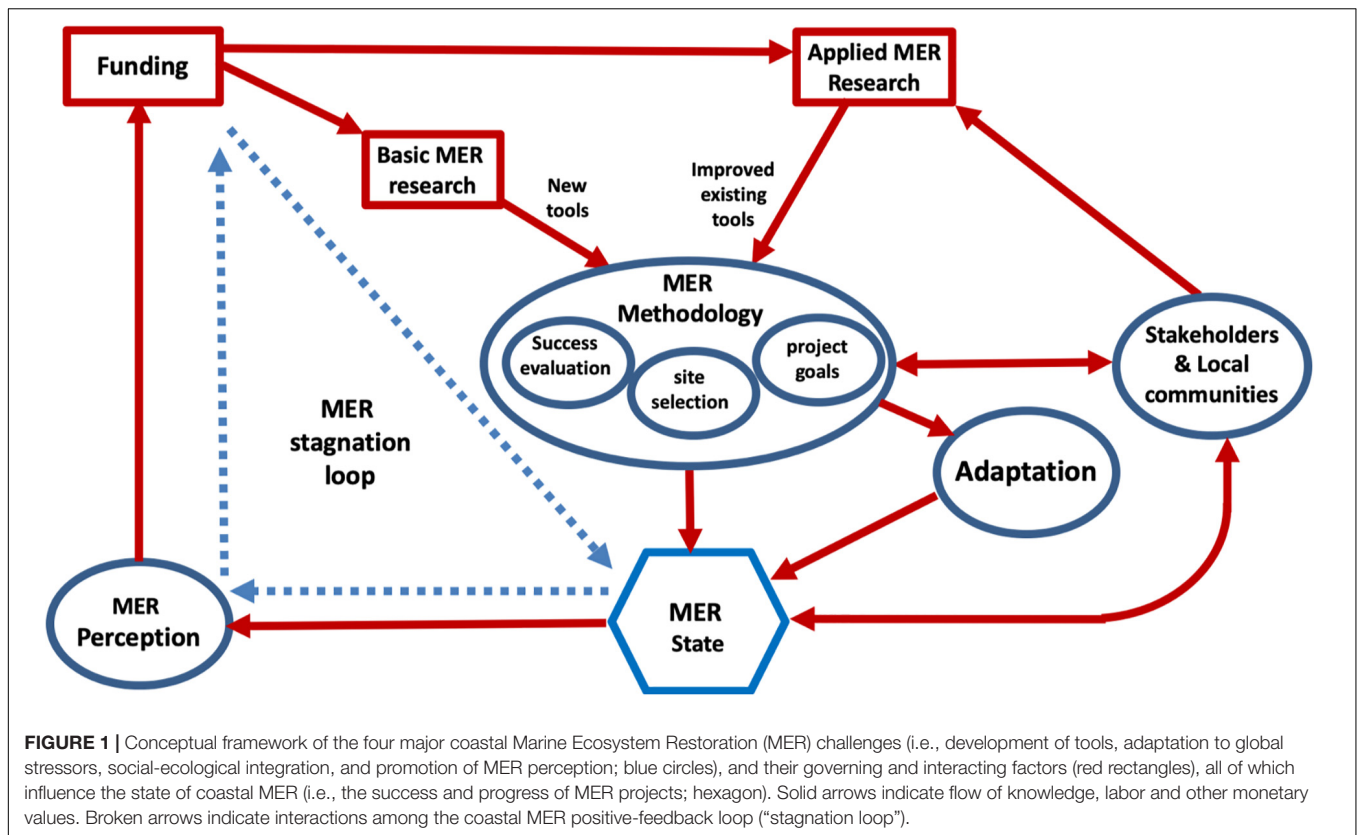 Funding
Applied MER
Research
Basic MER
research
New
tools
Improved
existing
tools
MER
Methodology
Success
evaluation
site
selection
project
goals
Stakeholders
& Local
communities
MER
stagnation
loop
Adaptation
MER
Perception
MER
State
FIGURE 1 | Conceptual framework of the four major coastal Marine Ecosystem Restoration (MER) challenges (i.e., development of tools, adaptation to global
stressors, social-ecological integration, and promotion of MER perception; blue circles), and their governing and interacting factors (red rectangles), all of which
influence the state of coastal MER (i.e., the success and progress of MER projects; hexagon). Solid arrows indicate flow of knowledge, labor and other monetary
values. Broken arrows indicate interactions among the coastal MER positive-feedback loop (“stagnation loop”).